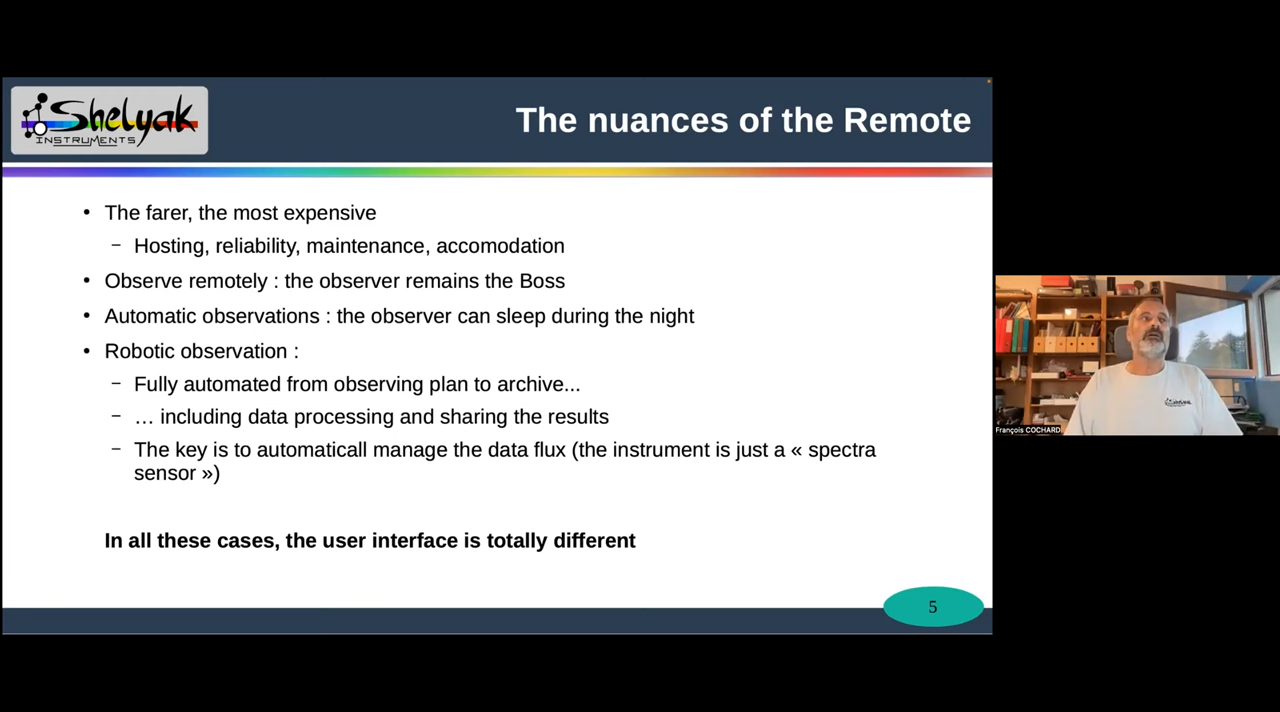 Shelyak
INSTRUMENTS
The nuances of the Remote
• The farer, the most expensive
– Hosting, reliability, maintenance, accomodation
• Observe remotely : the observer remains the Boss
• Automatic observations : the observer can sleep during the night
• Robotic observation :
– Fully automated from observing plan to archive...
– … including data processing and sharing the results
– The key is to automaticall manage the data flux (the instrument is just a « spectra
sensor »)
In all these cases, the user interface is totally different
5
François COCHARD